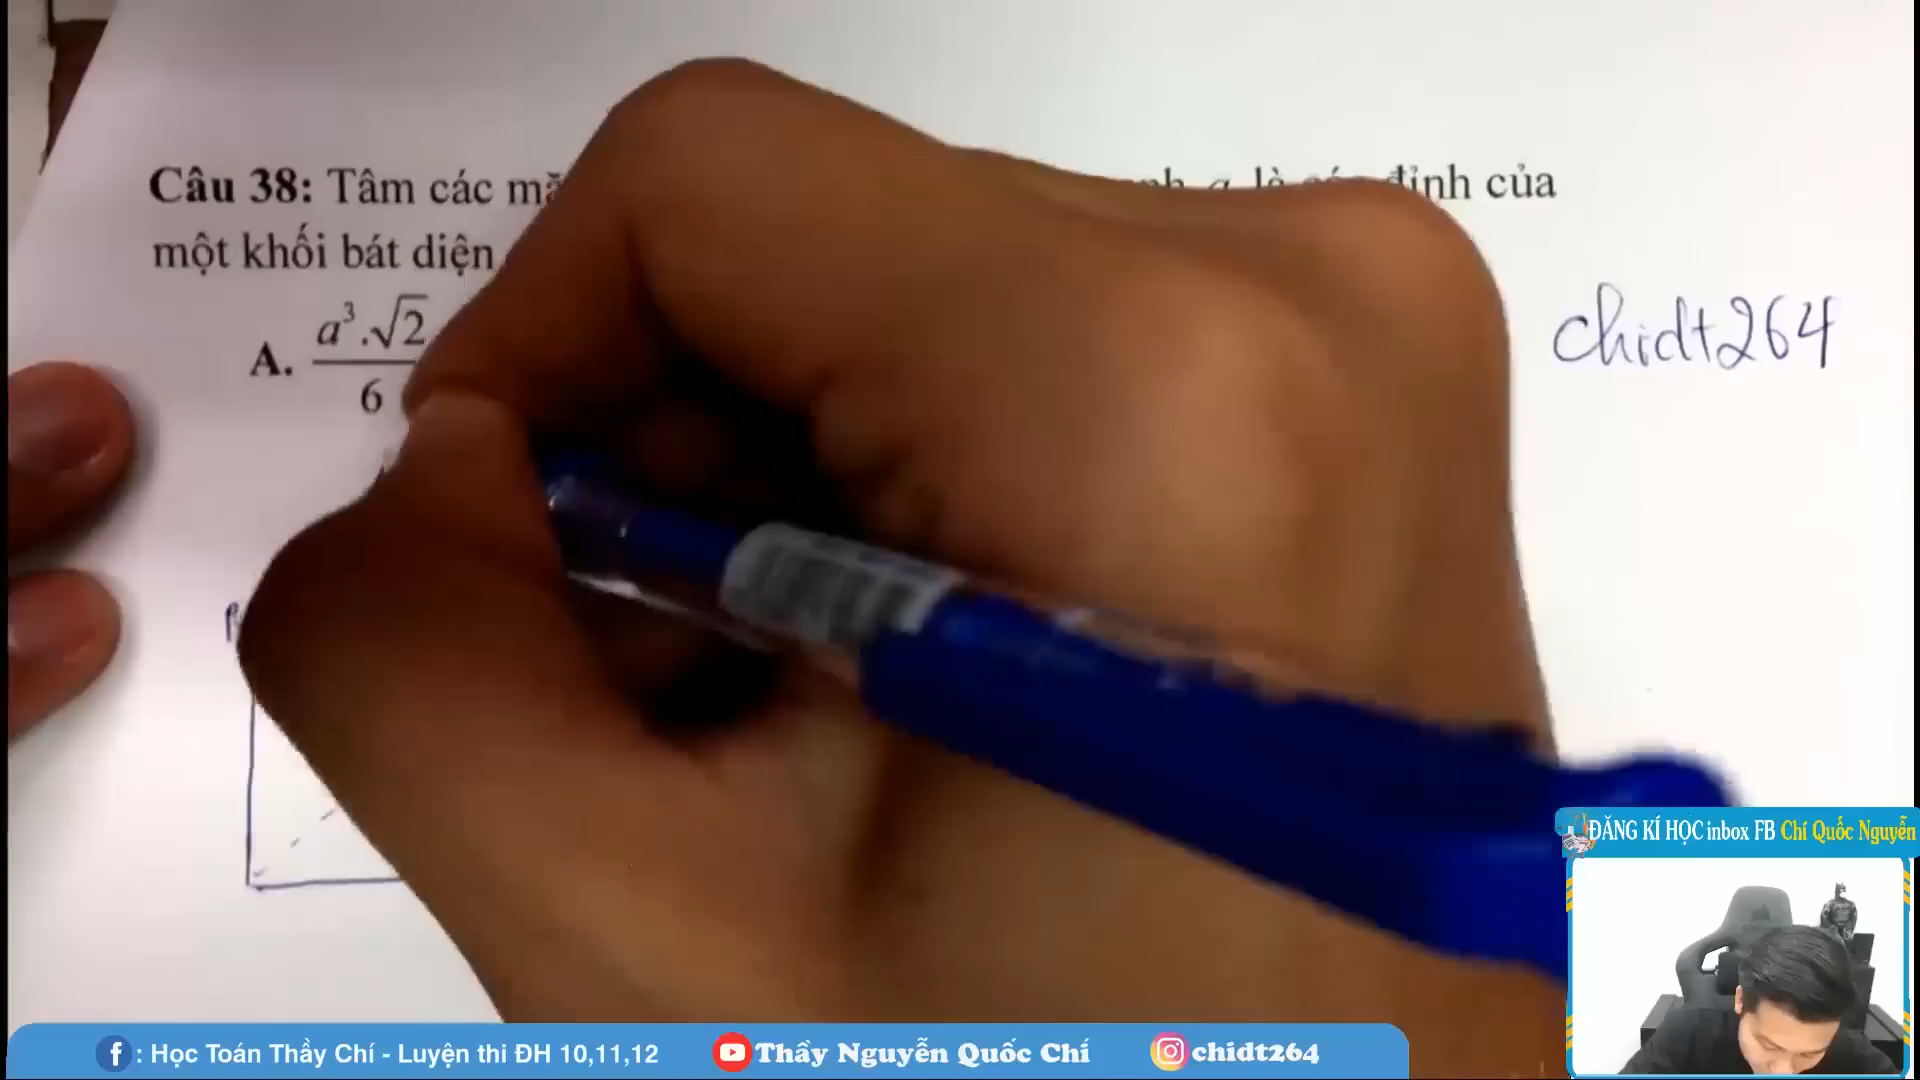 Câu 38: Tâm các là đỉnh của
một khối bát diện
A. a³.√2 / 6
chidt264
ĐĂNG KÍ HỌC inbox FB Chí Quốc Nguyễn
f : Học Toán Thầy Chí - Luyện thi ĐH 10,11,12
Thầy Nguyễn Quốc Chí
chidt264